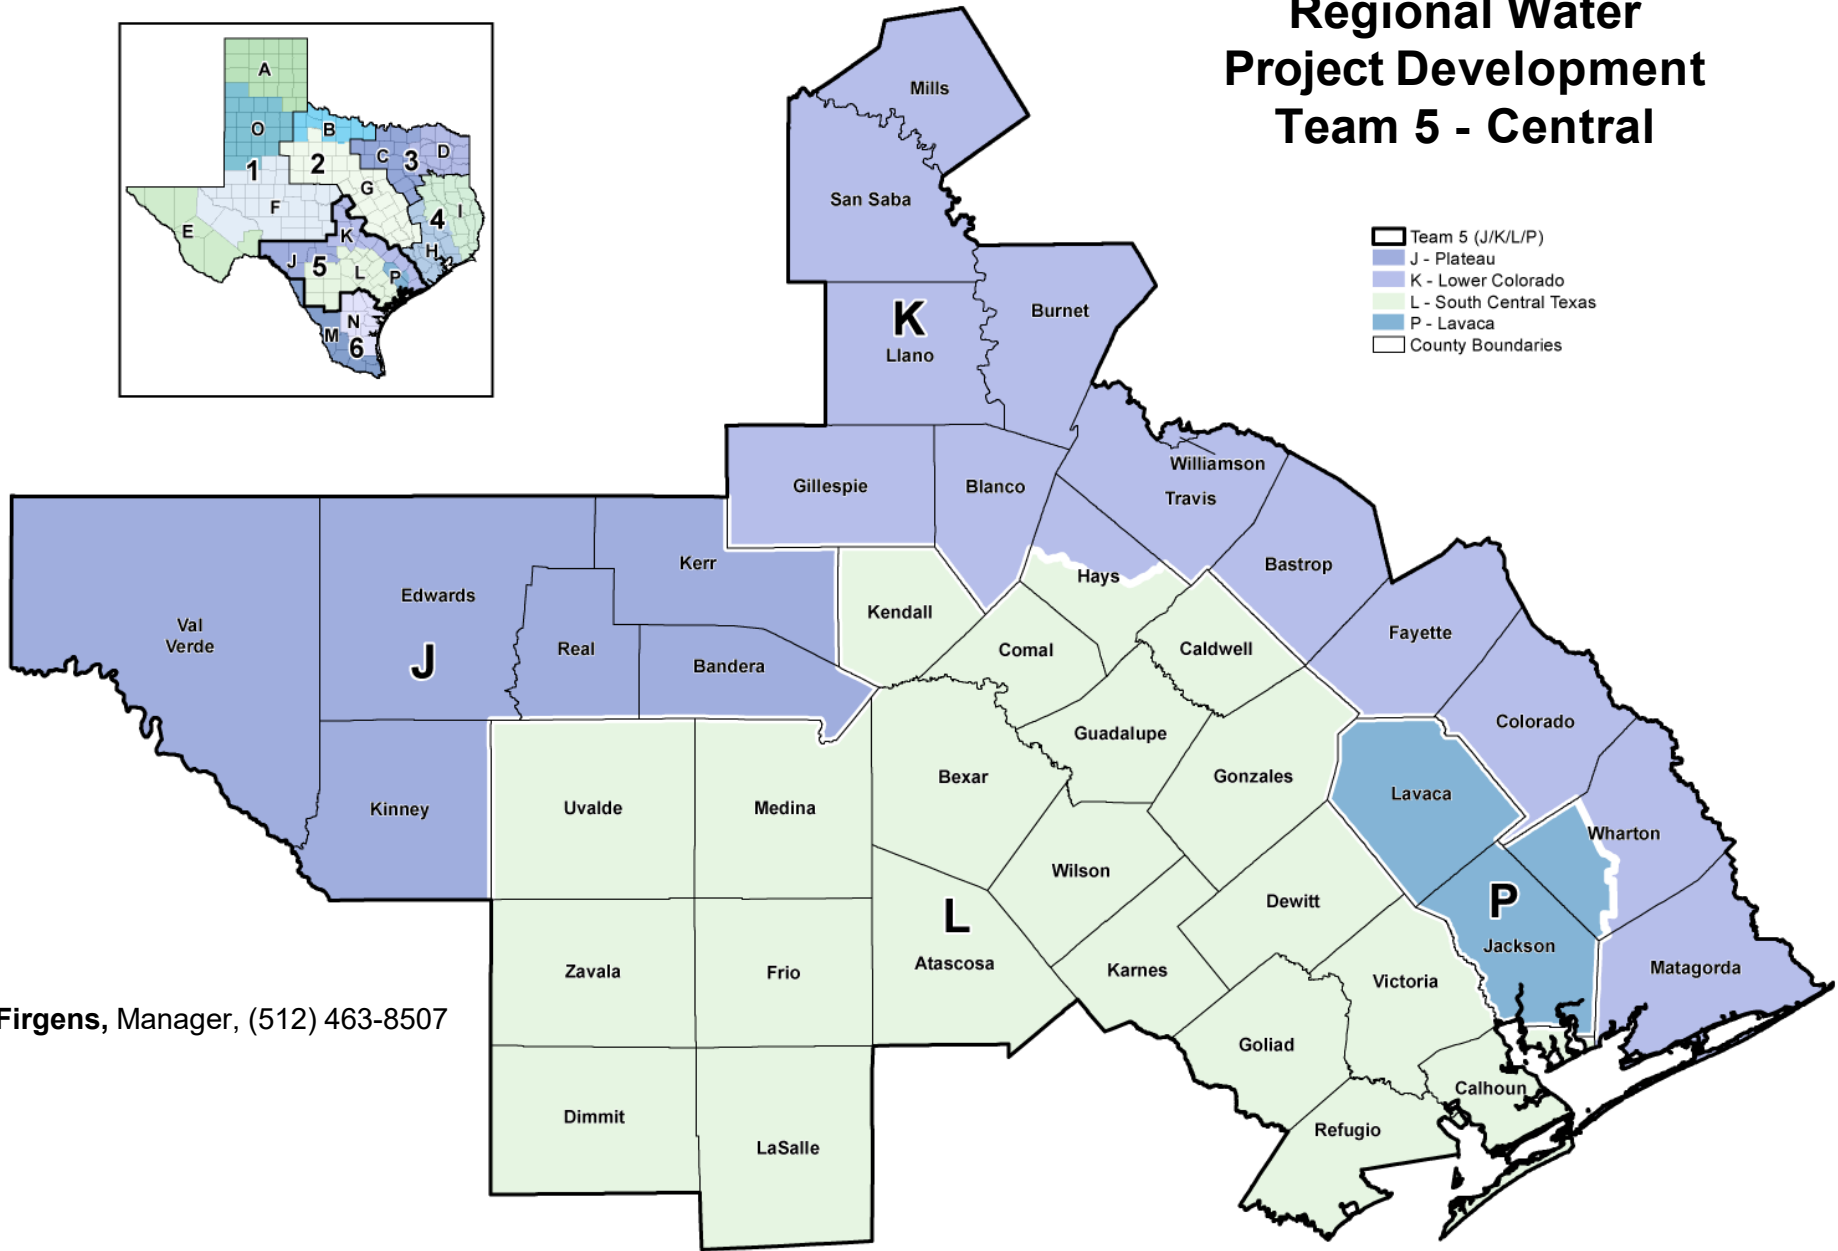 Regional Water
Project Development
Team 5 - Central
A
O
B
1
2
C
3
D
G
F
E
4
I
K
H
J
5
L
P
N
M
6
Team 5 (J/K/L/P)
J - Plateau
K - Lower Colorado
L - South Central Texas
P - Lavaca
County Boundaries
Mills
San Saba
Burnet
K
Llano
Williamson
Travis
Gillespie
Blanco
Kerr
Hays
Bastrop
Edwards
Kendall
Val
Verde
Real
J
Bandera
Comal
Caldwell
Fayette
Colorado
Guadalupe
Bexar
Gonzales
Lavaca
Kinney
Uvalde
Medina
Wharton
Wilson
L
Dewitt
P
Jackson
Zavala
Frio
Atascosa
Karnes
Victoria
Matagorda
Firgens, Manager, (512) 463-8507
Goliad
Calhoun
Dimmit
LaSalle
Refugio